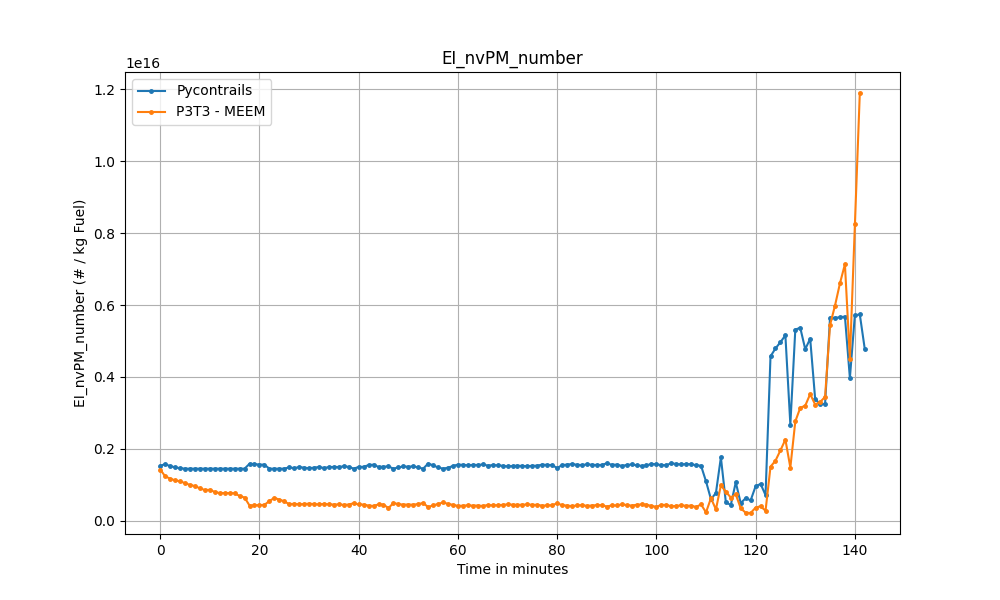 EI_nvPM_number
1e16
Pycontrails
P3T3 - MEEM
EI_nvPM_number (# / kg Fuel)
1.2
1.0
0.8
0.6
0.4
0.2
0.0
0 20 40 60 80 100 120 140
Time in minutes